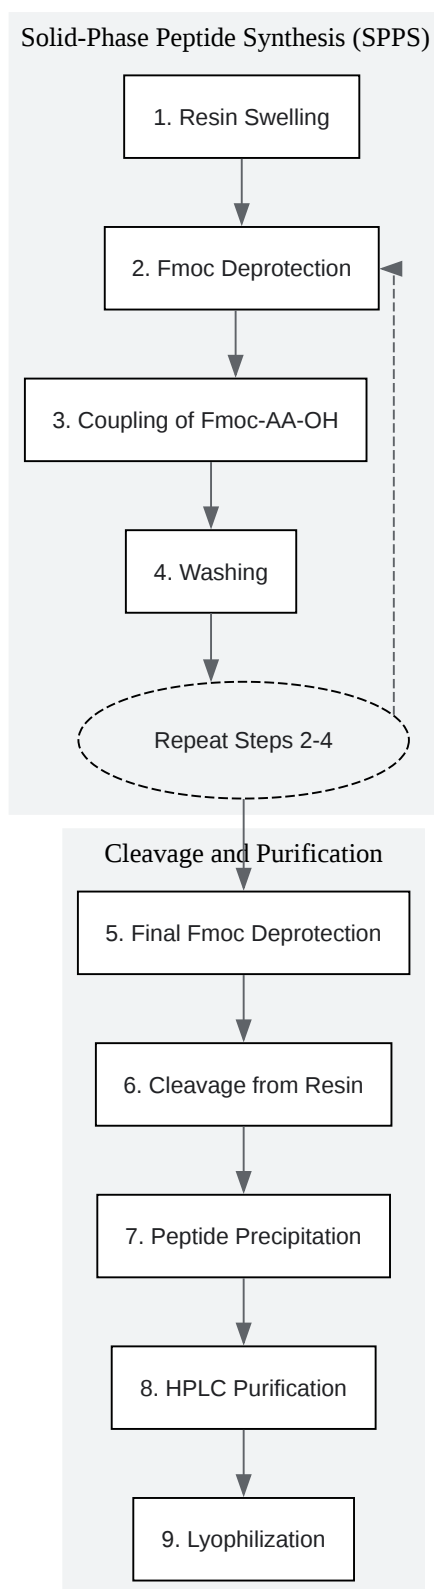 Solid-Phase Peptide Synthesis (SPPS)
1. Resin Swelling
2. Fmoc Deprotection
3. Coupling of Fmoc-AA-OH
4. Washing
Repeat Steps 2-4
Cleavage and Purification
5. Final Fmoc Deprotection
6. Cleavage from Resin
7. Peptide Precipitation
8. HPLC Purification
9. Lyophilization